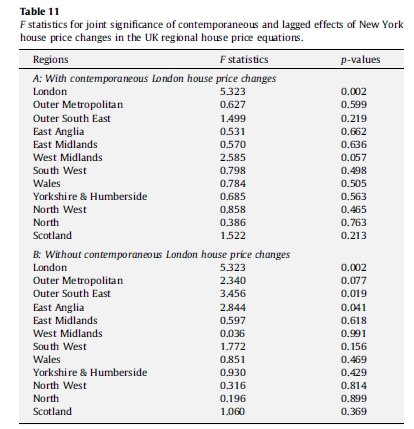 Table 11
F statistics for joint significance of contemporaneous and lagged effects of New York
house price changes in the UK regional house price equations.
Regions F statistics p-values
A: With contemporaneous London house price changes
London 5.323 0.002
Outer Metropolitan 0.627 0.599
Outer South East 1.499 0.219
East Anglia 0.531 0.662
East Midlands 0.570 0.636
West Midlands 2.585 0.057
South West 0.798 0.498
Wales 0.784 0.505
Yorkshire & Humberside 0.685 0.563
North West 0.858 0.465
North 0.386 0.763
Scotland 1.522 0.213
B: Without contemporaneous London house price changes
London 5.323 0.002
Outer Metropolitan 2.340 0.077
Outer South East 3.456 0.019
East Anglia 2.844 0.041
East Midlands 0.597 0.618
West Midlands 0.036 0.991
South West 1.772 0.156
Wales 0.851 0.469
Yorkshire & Humberside 0.930 0.429
North West 0.316 0.814
North 0.196 0.899
Scotland 1.060 0.369